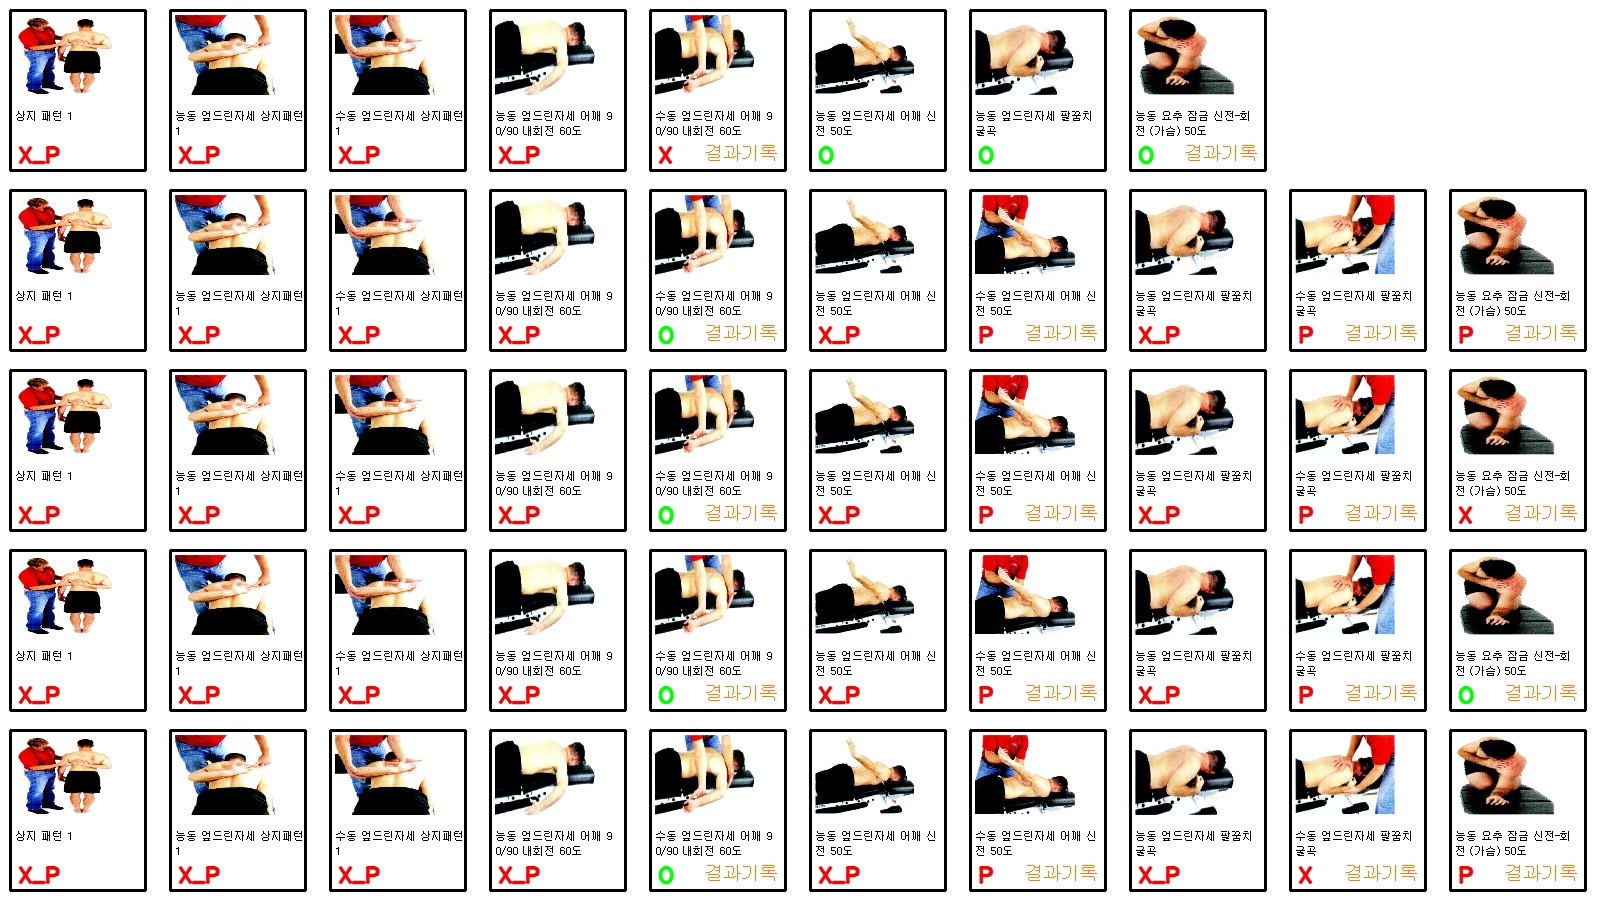 상지 패턴 1
X_P
능동 엎드린자세 상지패턴
1
X_P
수동 엎드린자세 상지패턴
1
X_P
능동 엎드린자세 어깨 9
0/90 내회전 60도
X_P
수동 엎드린자세 어깨 9
0/90 내회전 60도
X 결과기록
능동 엎드린자세 어깨 신
전 50도
O
능동 엎드린자세 팔꿈치
굴곡
O
능동 요추 잠금 신전-회
전 (가슴) 50도
O 결과기록
상지 패턴 1
X_P
능동 엎드린자세 상지패턴
1
X_P
수동 엎드린자세 상지패턴
1
X_P
능동 엎드린자세 어깨 9
0/90 내회전 60도
X_P
수동 엎드린자세 어깨 9
0/90 내회전 60도
O 결과기록
능동 엎드린자세 어깨 신
전 50도
X_P
수동 엎드린자세 어깨 신
전 50도
P 결과기록
능동 엎드린자세 팔꿈치
굴곡
X_P
수동 엎드린자세 팔꿈치
굴곡
P 결과기록
능동 요추 잠금 신전-회
전 (가슴) 50도
P 결과기록
상지 패턴 1
X_P
능동 엎드린자세 상지패턴
1
X_P
수동 엎드린자세 상지패턴
1
X_P
능동 엎드린자세 어깨 9
0/90 내회전 60도
X_P
수동 엎드린자세 어깨 9
0/90 내회전 60도
O 결과기록
능동 엎드린자세 어깨 신
전 50도
X_P
수동 엎드린자세 어깨 신
전 50도
P 결과기록
능동 엎드린자세 팔꿈치
굴곡
X_P
수동 엎드린자세 팔꿈치
굴곡
P 결과기록
능동 요추 잠금 신전-회
전 (가슴) 50도
X 결과기록
상지 패턴 1
X_P
능동 엎드린자세 상지패턴
1
X_P
수동 엎드린자세 상지패턴
1
X_P
능동 엎드린자세 어깨 9
0/90 내회전 60도
X_P
수동 엎드린자세 어깨 9
0/90 내회전 60도
O 결과기록
능동 엎드린자세 어깨 신
전 50도
X_P
수동 엎드린자세 어깨 신
전 50도
P 결과기록
능동 엎드린자세 팔꿈치
굴곡
X_P
수동 엎드린자세 팔꿈치
굴곡
P 결과기록
능동 요추 잠금 신전-회
전 (가슴) 50도
O 결과기록
상지 패턴 1
X_P
능동 엎드린자세 상지패턴
1
X_P
수동 엎드린자세 상지패턴
1
X_P
능동 엎드린자세 어깨 9
0/90 내회전 60도
X_P
수동 엎드린자세 어깨 9
0/90 내회전 60도
O 결과기록
능동 엎드린자세 어깨 신
전 50도
X_P
수동 엎드린자세 어깨 신
전 50도
P 결과기록
능동 엎드린자세 팔꿈치
굴곡
X_P
수동 엎드린자세 팔꿈치
굴곡
X 결과기록
능동 요추 잠금 신전-회
전 (가슴) 50도
P 결과기록